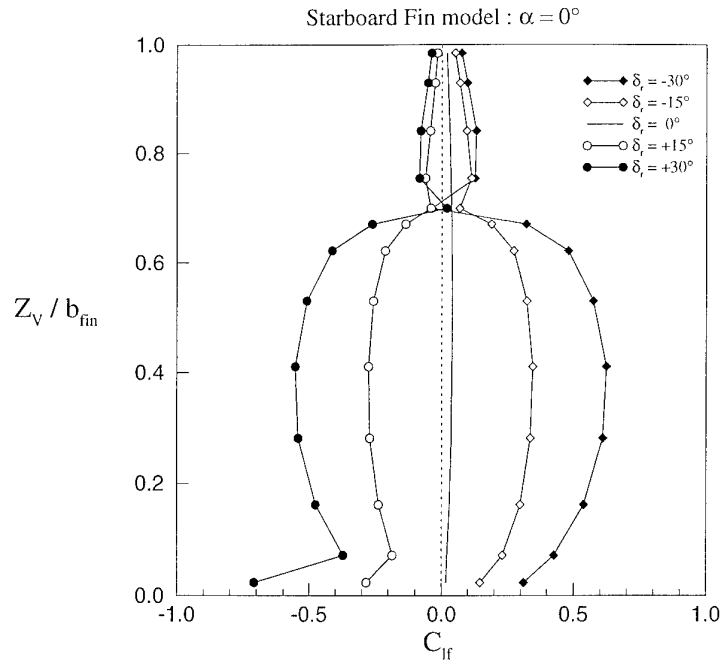 Starboard Fin model : α = 0°
1.0
0.8
0.6
0.4
0.2
0.0
Z_V / b_fin
δ_r = -30°
δ_r = -15°
δ_r = 0°
δ_r = +15°
δ_r = +30°
-1.0
-0.5
0.0
0.5
1.0
C_lf